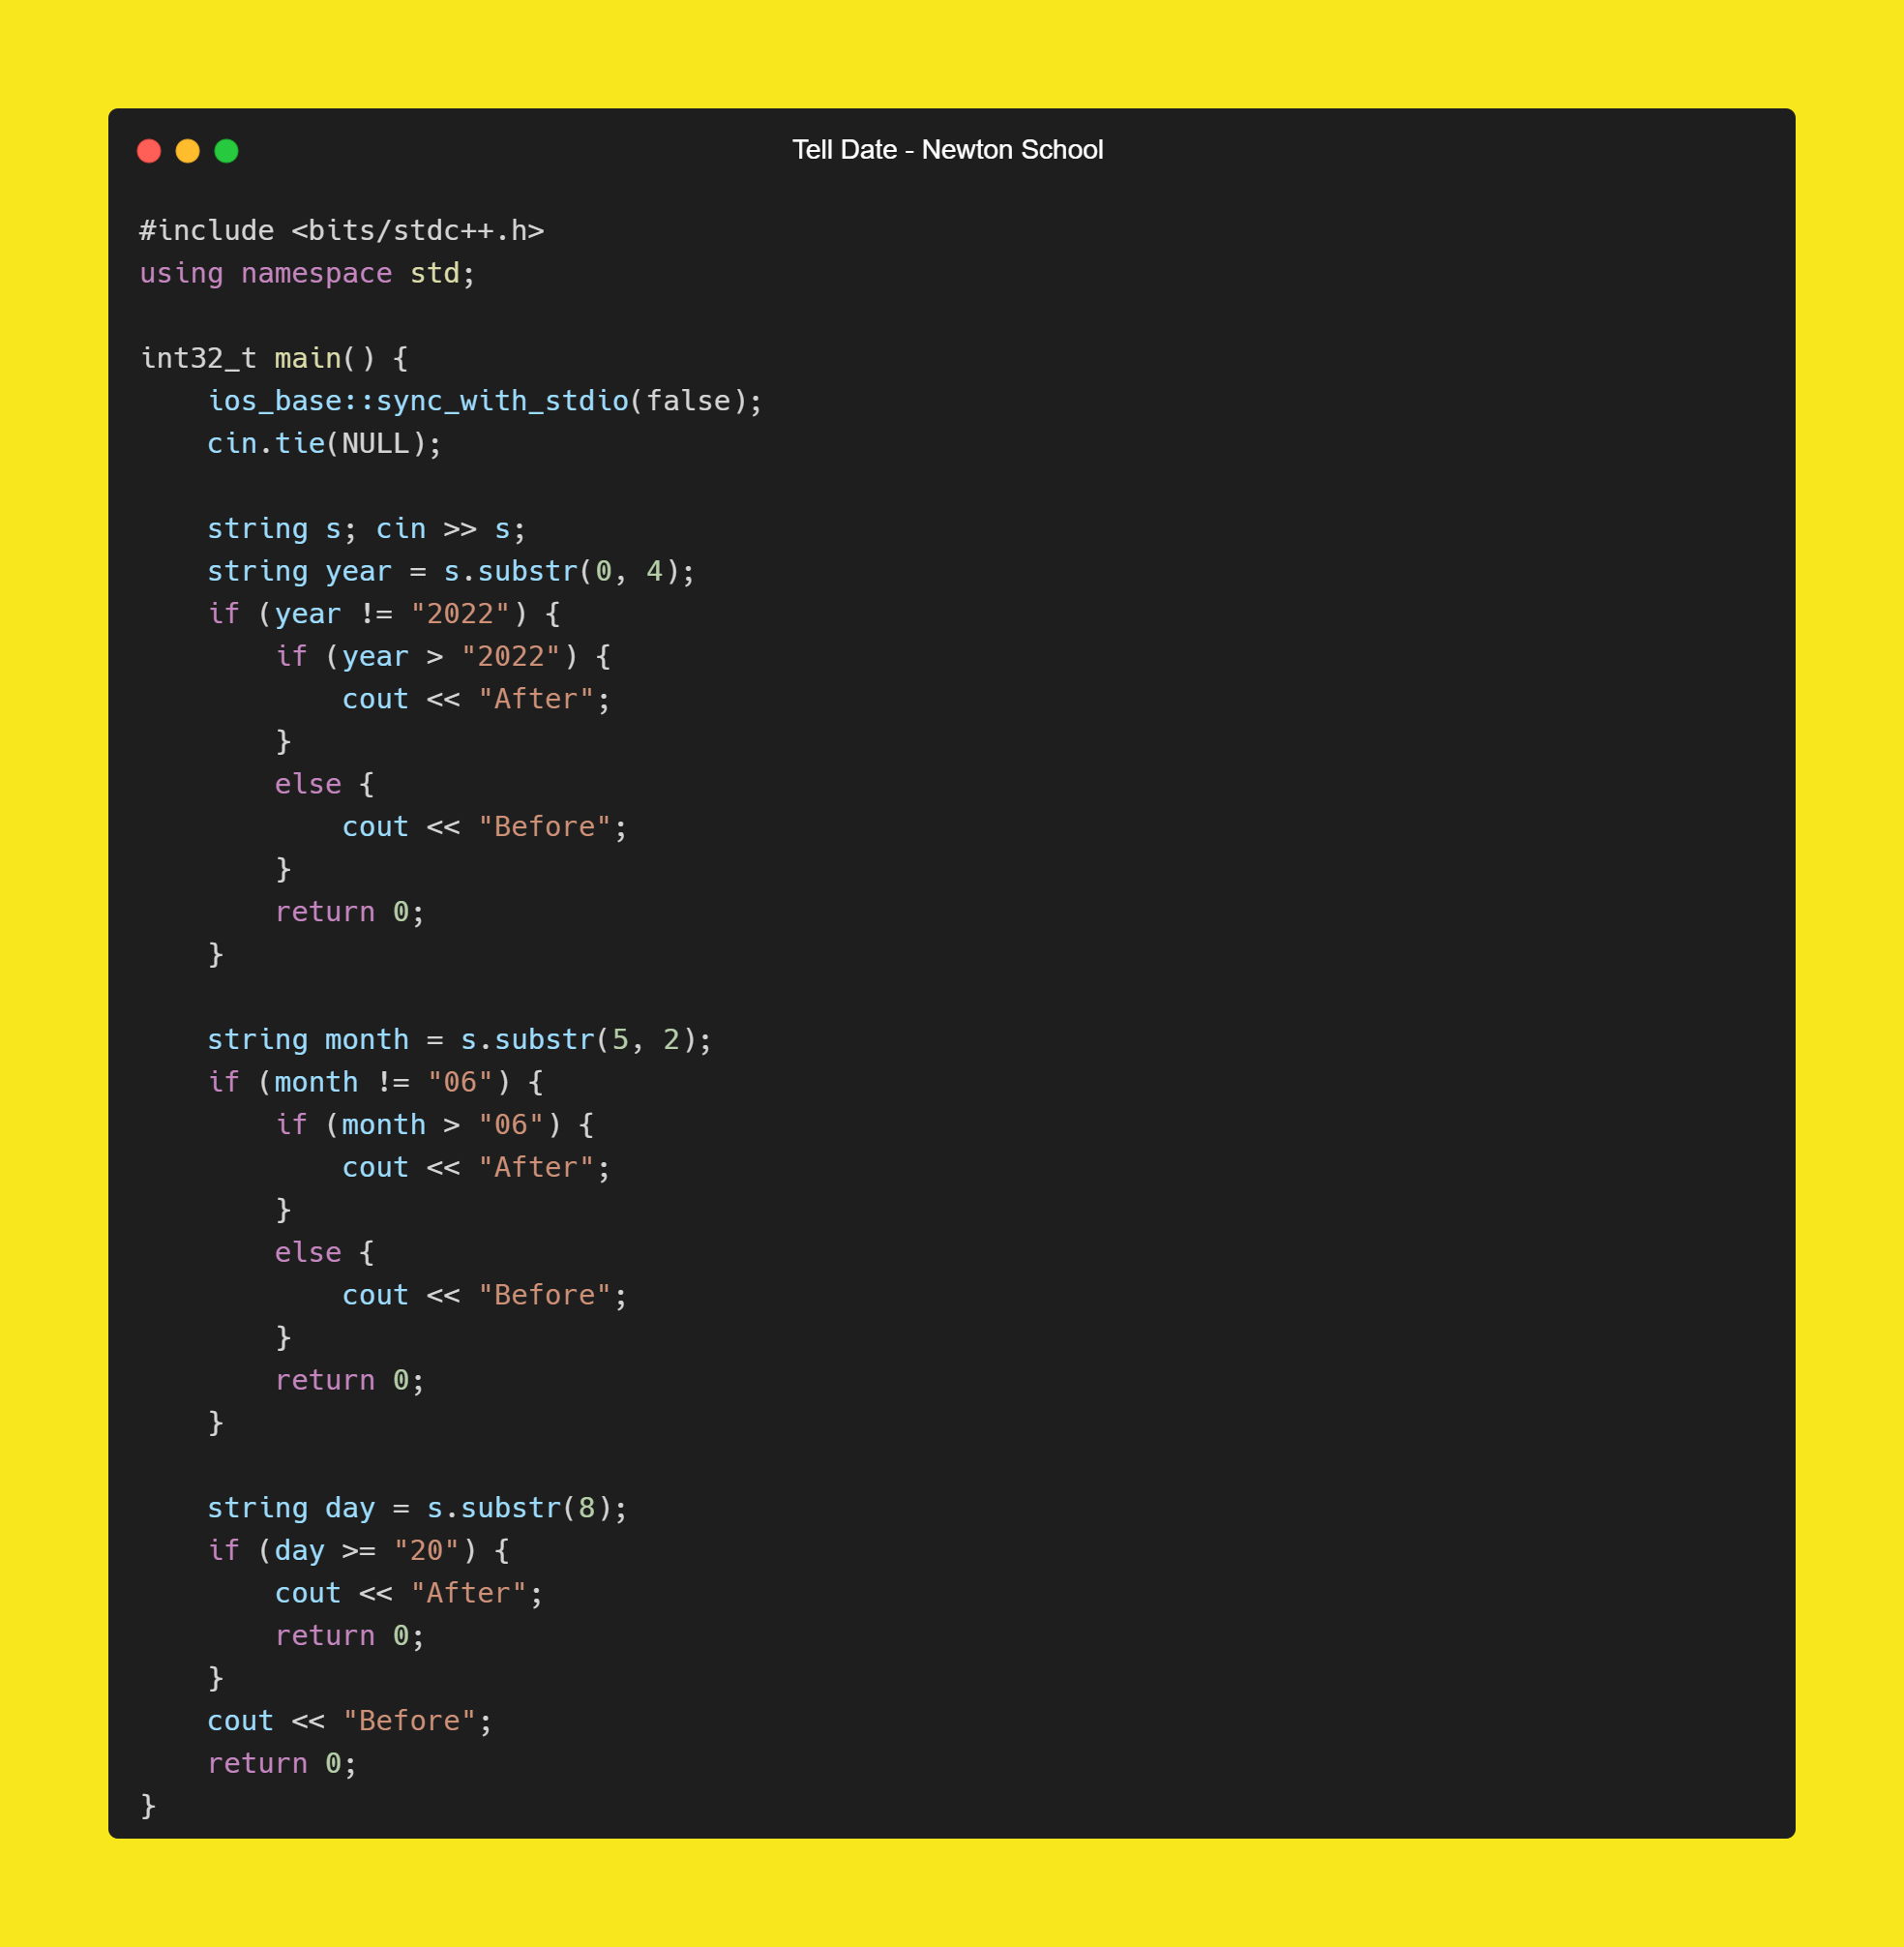 Tell Date - Newton School
#include <bits/stdc++.h>
using namespace std;

int32_t main() {
    ios_base::sync_with_stdio(false);
    cin.tie(NULL);

    string s; cin >> s;
    string year = s.substr(0, 4);
    if (year != "2022") {
        if (year > "2022") {
            cout << "After";
        }
        else {
            cout << "Before";
        }
        return 0;
    }

    string month = s.substr(5, 2);
    if (month != "06") {
        if (month > "06") {
            cout << "After";
        }
        else {
            cout << "Before";
        }
        return 0;
    }

    string day = s.substr(8);
    if (day >= "20") {
        cout << "After";
        return 0;
    }
    cout << "Before";
    return 0;
}